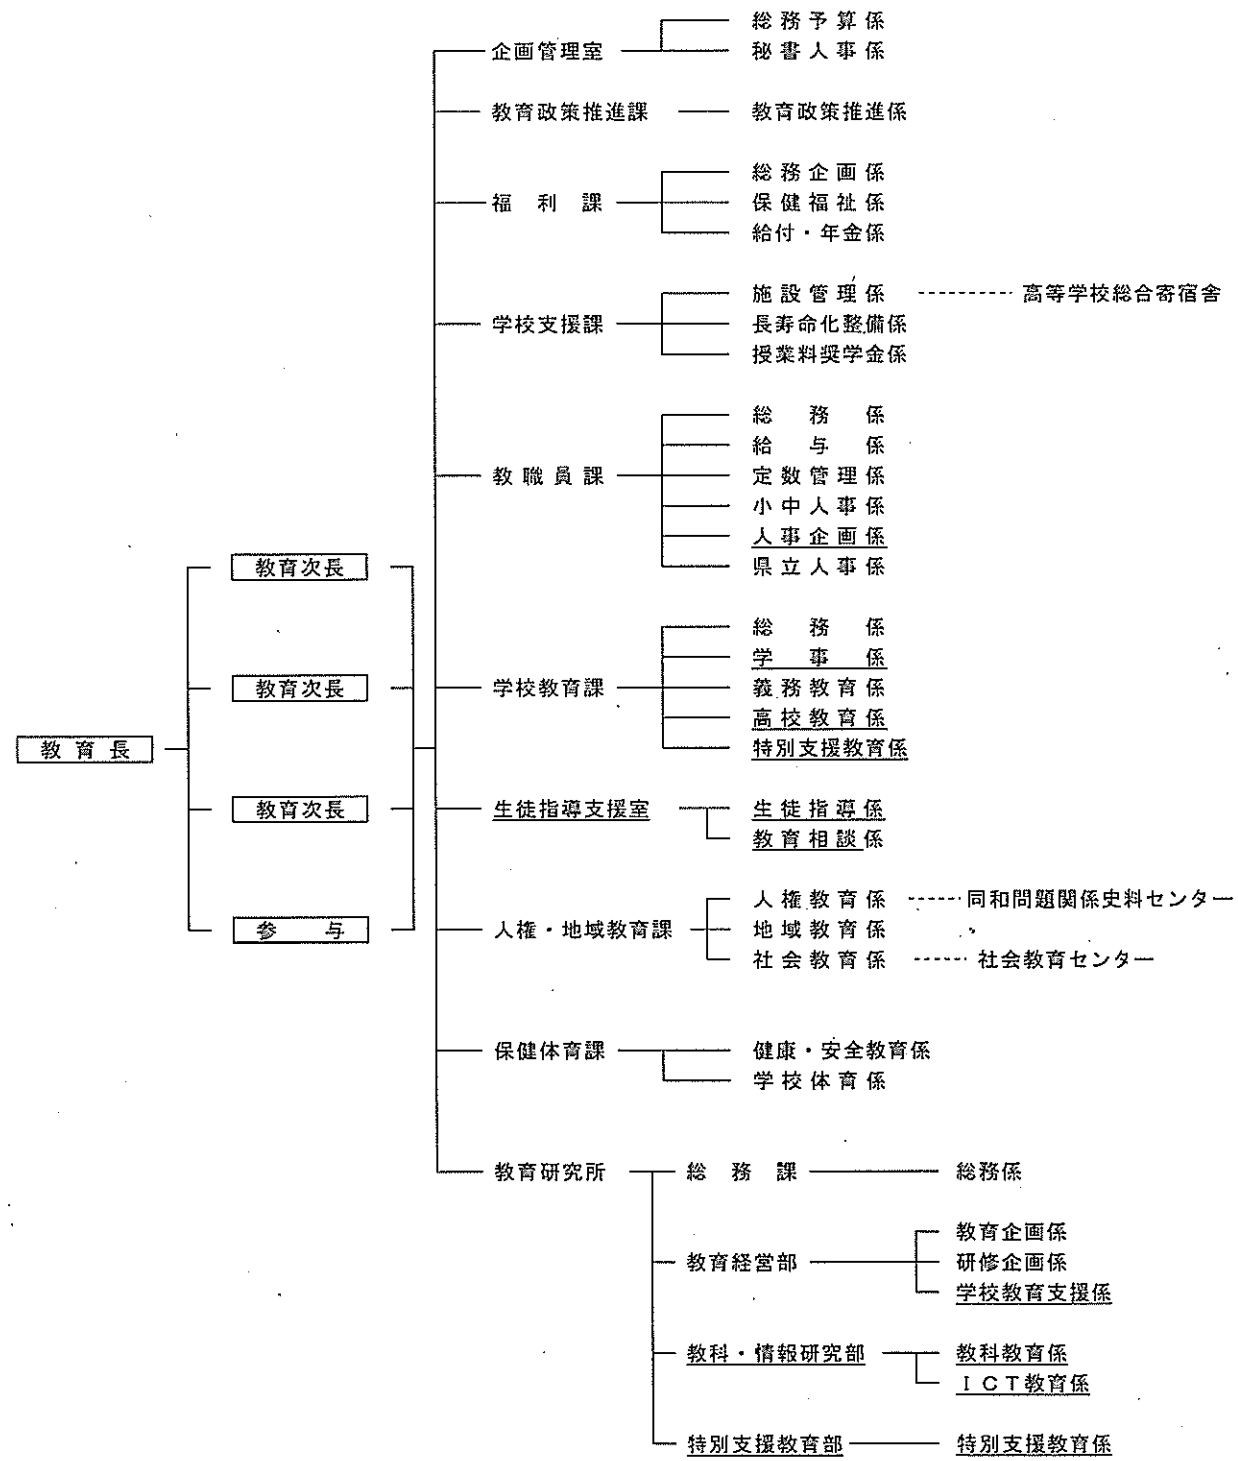 総務予算係
企画管理室
秘書人事係
教育政策推進課 教育政策推進係
総務企画係
福利課 保健福祉係
給付・年金係
施設管理係 高等学校総合寄宿舎
学校支援課 長寿命化整備係
授業料奨学金係
総務係
給与係
教職員課 定数管理係
小中人事係
人事企画係
教育次長 県立人事係
総務係
学事係
教育次長 学校教育課 義務教育係
高校教育係
教育長 特別支援教育係
教育次長 生徒指導支援室 生徒指導係
教育相談係
人権教育係 同和問題関係史料センター
参与 人権・地域教育課 地域教育係
社会教育係 社会教育センター
保健体育課 健康・安全教育係
学校体育係
教育研究所 総務課 総務係
教育企画係
教育経営部 研修企画係
学校教育支援係
教科・情報研究部 教科教育係
ICT教育係
特別支援教育部 特別支援教育係